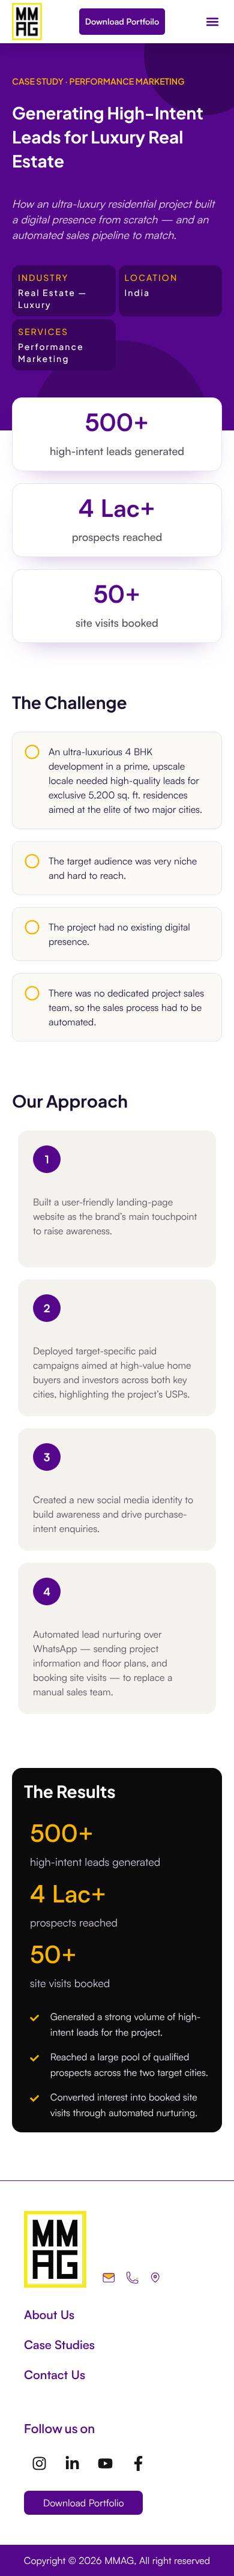 MM
AG
Download Portfoilo
CASE STUDY · PERFORMANCE MARKETING
Generating High-Intent
Leads for Luxury Real
Estate
How an ultra-luxury residential project built
a digital presence from scratch — and an
automated sales pipeline to match.
INDUSTRY
Real Estate —
Luxury
LOCATION
India
SERVICES
Performance
Marketing
500+
high-intent leads generated
4 Lac+
prospects reached
50+
site visits booked
The Challenge
An ultra-luxurious 4 BHK
development in a prime, upscale
locale needed high-quality leads for
exclusive 5,200 sq. ft. residences
aimed at the elite of two major cities.
The target audience was very niche
and hard to reach.
The project had no existing digital
presence.
There was no dedicated project sales
team, so the sales process had to be
automated.
Our Approach
1
Built a user-friendly landing-page
website as the brand's main touchpoint
to raise awareness.
2
Deployed target-specific paid
campaigns aimed at high-value home
buyers and investors across both key
cities, highlighting the project's USPs.
3
Created a new social media identity to
build awareness and drive purchase-
intent enquiries.
4
Automated lead nurturing over
WhatsApp — sending project
information and floor plans, and
booking site visits — to replace a
manual sales team.
The Results
500+
high-intent leads generated
4 Lac+
prospects reached
50+
site visits booked
Generated a strong volume of high-
intent leads for the project.
Reached a large pool of qualified
prospects across the two target cities.
Converted interest into booked site
visits through automated nurturing.
MM
AG
About Us
Case Studies
Contact Us
Follow us on
Download Portfolio
Copyright © 2026 MMAG, All right reserved